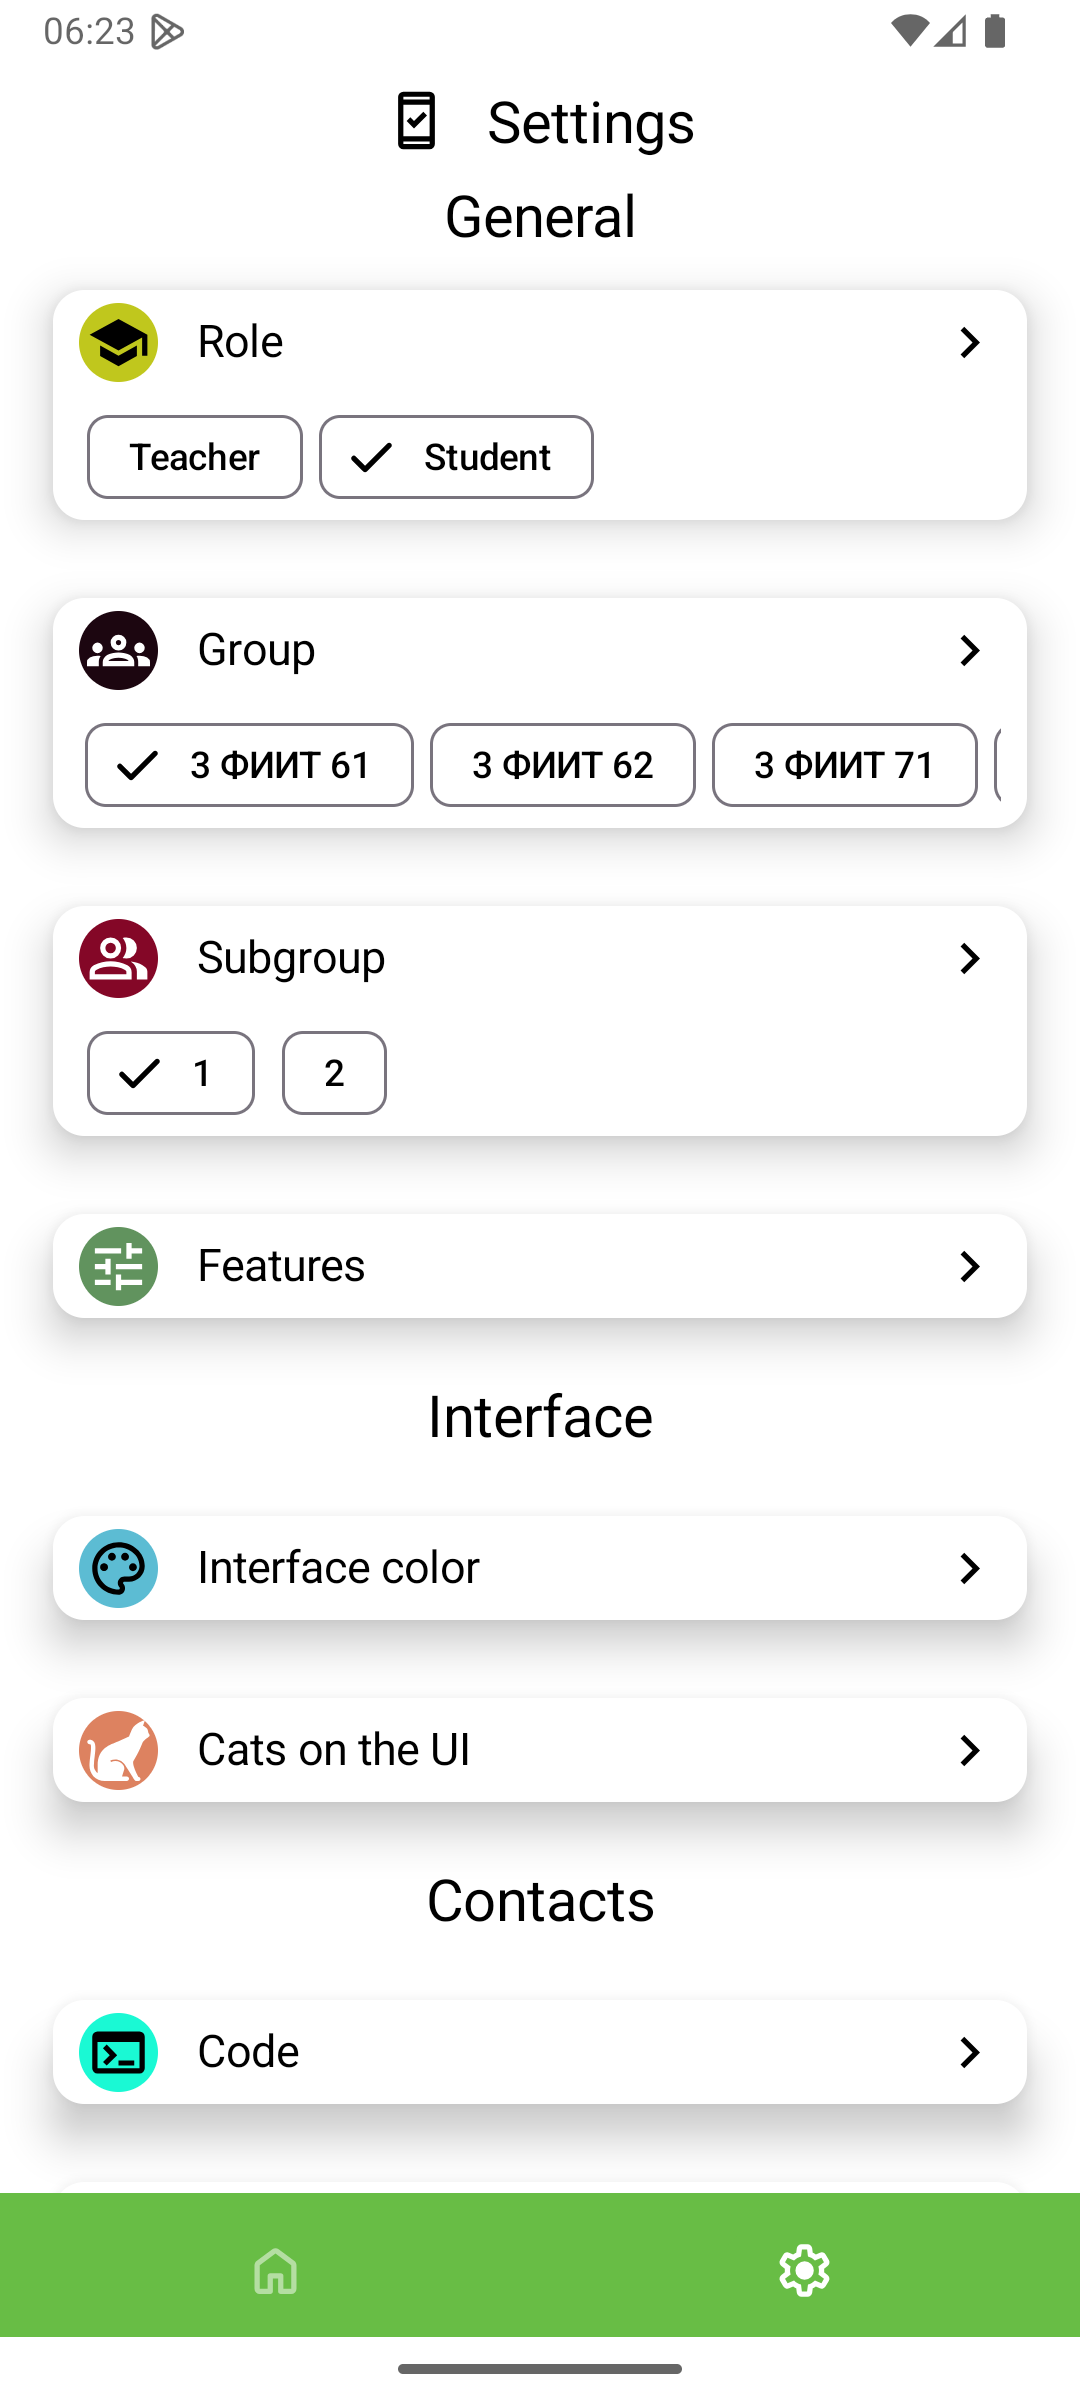 06:23
Settings
General
Role
Teacher
Student
Group
3 ФИИТ 61
3 ФИИТ 62
3 ФИИТ 71
Subgroup
1
2
Features
Interface
Interface color
Cats on the UI
Contacts
Code